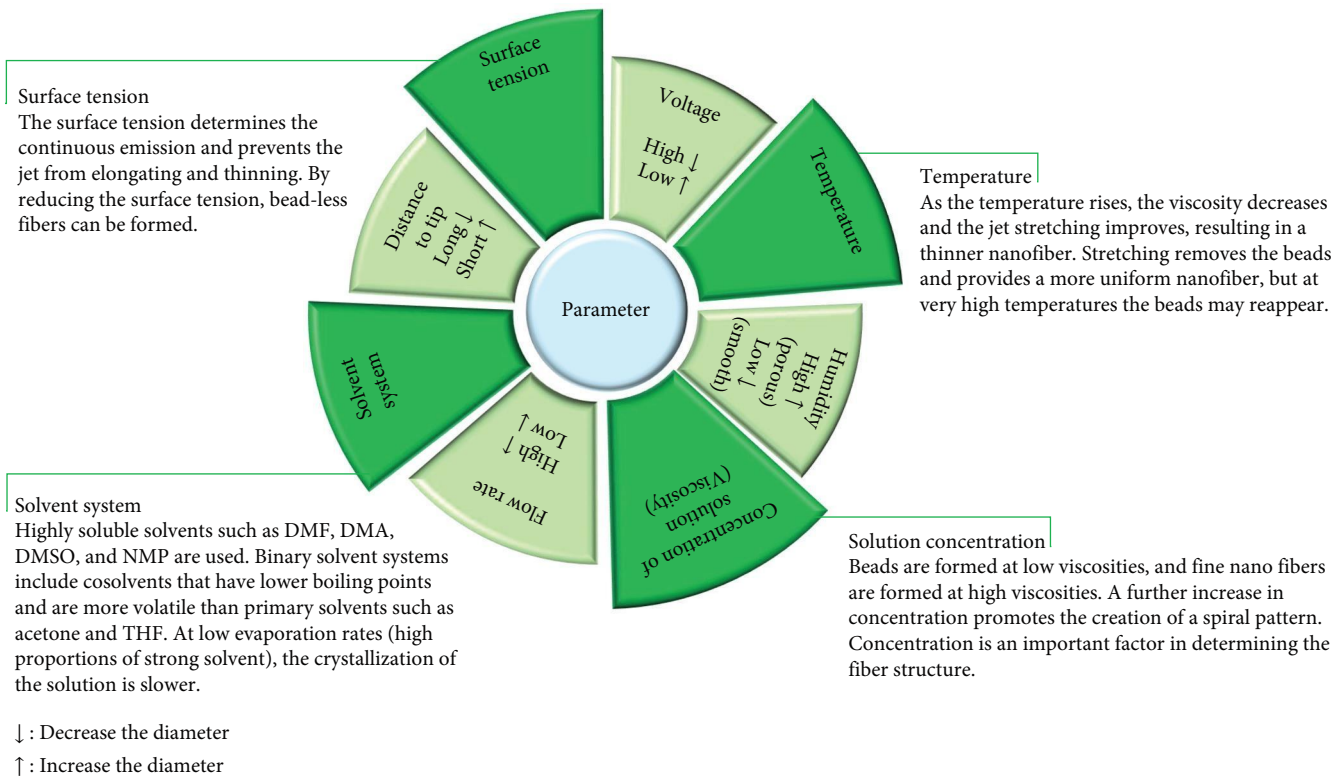 Surface
tension
Voltage
High ↓
Low ↑
Temperature
Humidity
High ↑
(porous)
Low ↓
(smooth)
Concentration of
solution
(Viscosity)
Flow rate
High ↑
Low ↓
Solvent
system
Distance
to tip
Long ↓
Short ↑
Parameter
Surface tension
The surface tension determines the
continuous emission and prevents the
jet from elongating and thinning. By
reducing the surface tension, bead-less
fibers can be formed.
Temperature
As the temperature rises, the viscosity decreases
and the jet stretching improves, resulting in a
thinner nanofiber. Stretching removes the beads
and provides a more uniform nanofiber, but at
very high temperatures the beads may reappear.
Solvent system
Highly soluble solvents such as DMF, DMA,
DMSO, and NMP are used. Binary solvent systems
include cosolvents that have lower boiling points
and are more volatile than primary solvents such as
acetone and THF. At low evaporation rates (high
proportions of strong solvent), the crystallization of
the solution is slower.
Solution concentration
Beads are formed at low viscosities, and fine nano fibers
are formed at high viscosities. A further increase in
concentration promotes the creation of a spiral pattern.
Concentration is an important factor in determining the
fiber structure.
↓ : Decrease the diameter
↑ : Increase the diameter